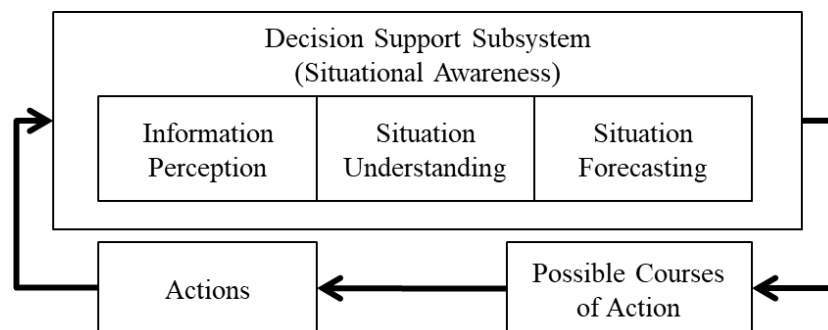 Decision Support Subsystem
(Situational Awareness)
Information
Perception
Situation
Understanding
Situation
Forecasting
Actions
Possible Courses
of Action